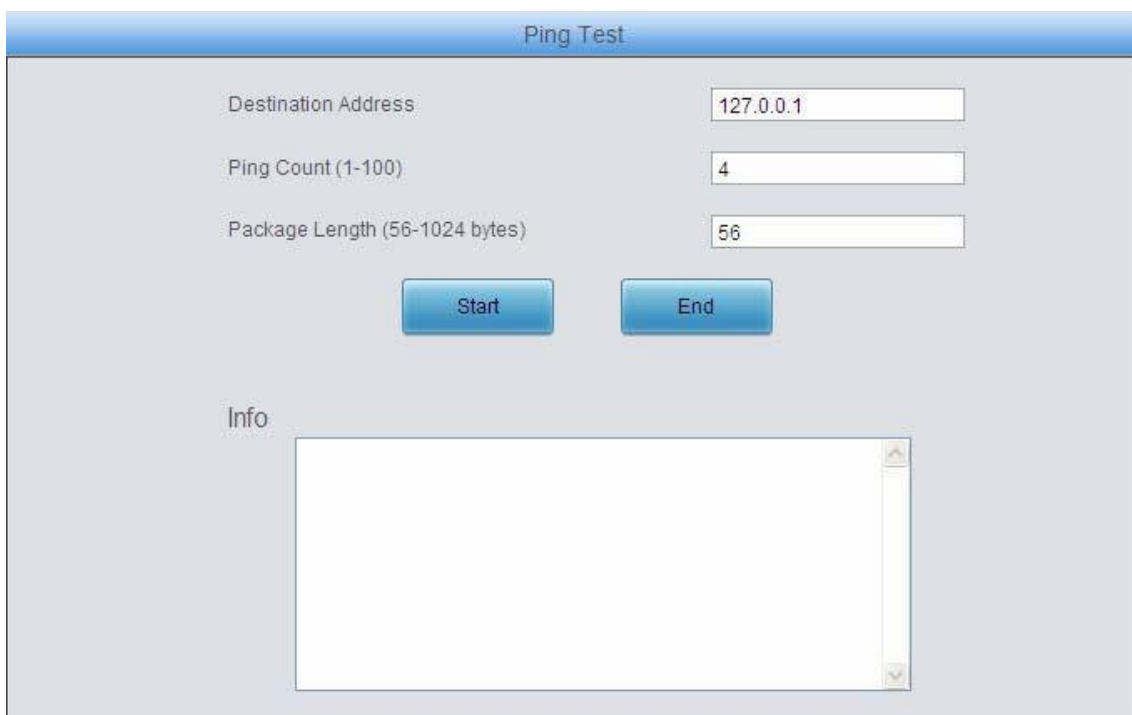 Ping Test
Destination Address 127.0.0.1
Ping Count (1-100) 4
Package Length (56-1024 bytes) 56
Start End
Info